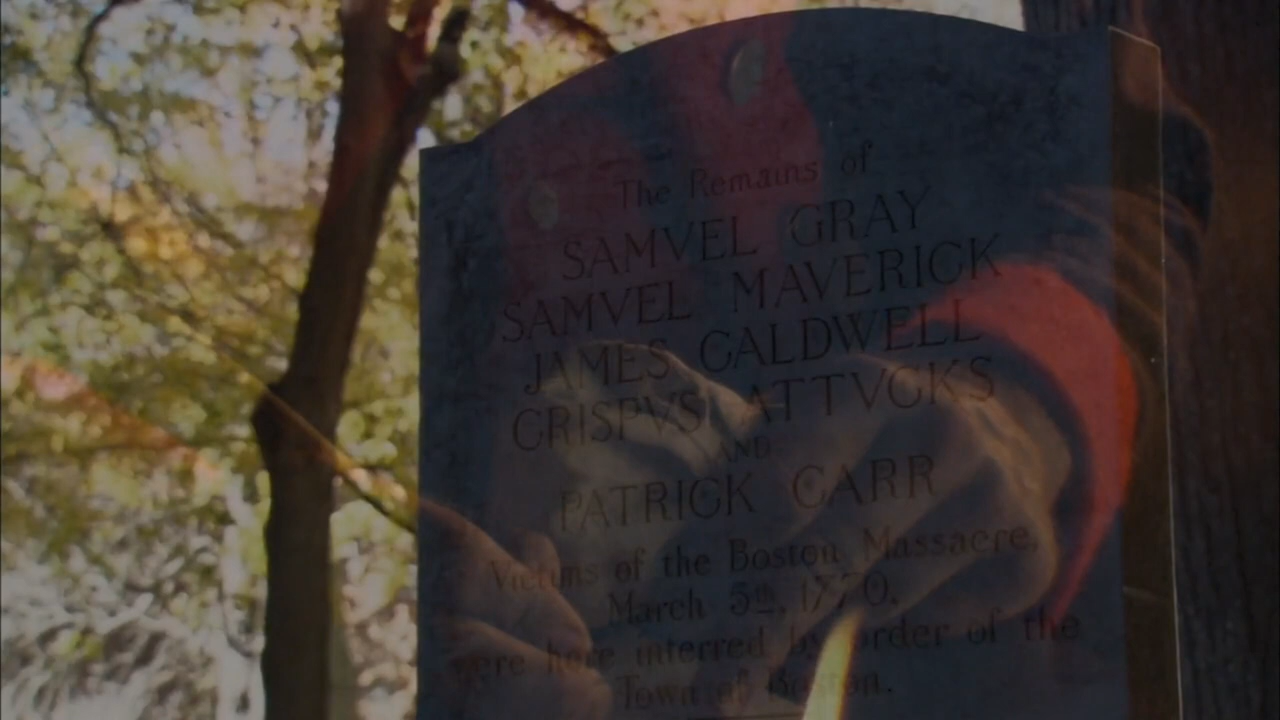 The Remains of
SAMVEL GRAY
SAMVEL MAVERICK
JAMES CALDWELL
CRISPVS ATTVCKS
AND
PATRICK CARR
Victims of the Boston Massacre,
March 5th, 1770,
were here interred by order of the
Town of Boston.